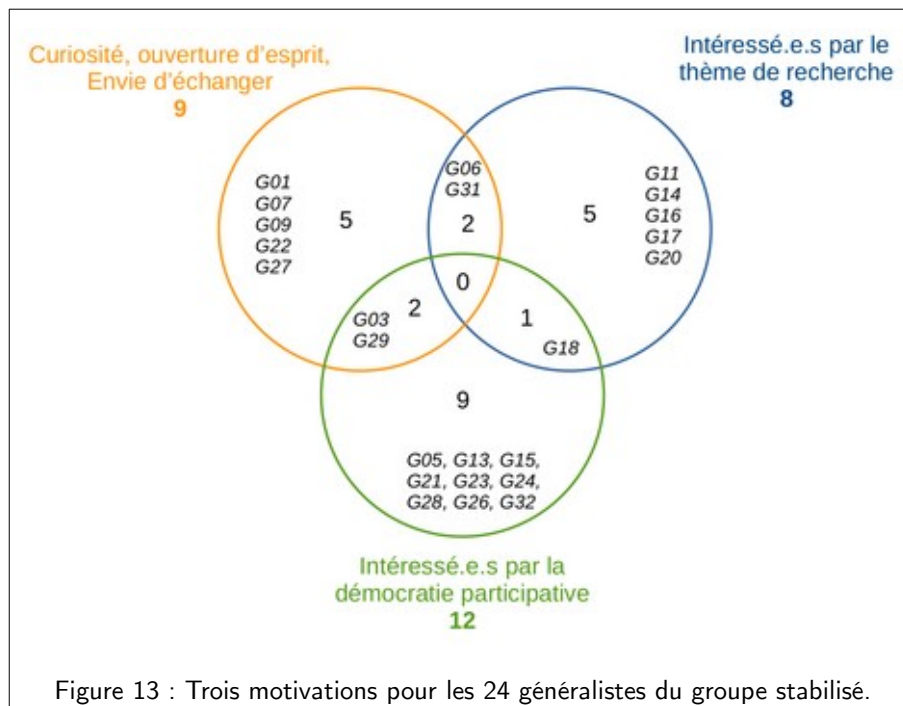 Curiosité, ouverture d'esprit,
Envie d'échanger
9
Intéressé.e.s par le
thème de recherche
8
G01
G07
G09
G22
G27
5
G06
G31
2
5
G11
G14
G16
G17
G20
0
2
G03
G29
1
G18
9
G05, G13, G15,
G21, G23, G24,
G28, G26, G32
Intéressé.e.s par la
démocratie participative
12
Figure 13 : Trois motivations pour les 24 généralistes du groupe stabilisé.